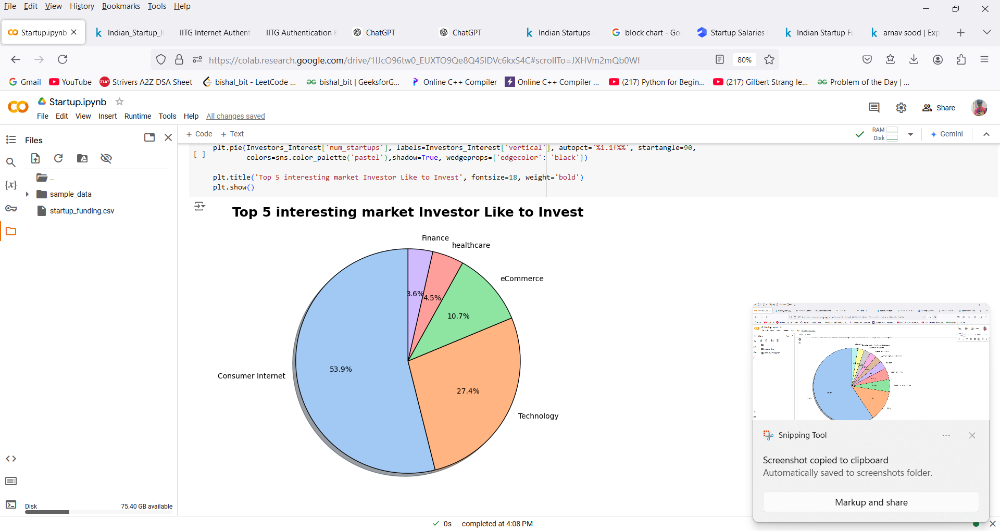 File Edit View History Bookmarks Tools Help
Startup.ipynb
Indian_Startup_I
IITG Internet Authent
IITG Authentication
ChatGPT
ChatGPT
Indian Startups -
block chart - Go
Startup Salaries
Indian Startup Fu
arnav sood | Exp
https://colab.research.google.com/drive/1IJcO96tw0_EUXTO9Qe8Q45lDVc6kxS4C#scrollTo=JXHVm2mQb0Wf
80%
Gmail
YouTube
Strivers A2Z DSA Sheet
bishal_bit - LeetCode ...
bishal_bit | GeeksforG...
Online C++ Compiler
Online C++ Compiler ...
(217) Python for Begin...
(217) Gilbert Strang le...
Problem of the Day | ...
Startup.ipynb
File Edit View Insert Runtime Tools Help All changes saved
Share
Files
+ Code + Text
RAM
Disk
Gemini
..
sample_data
startup_funding.csv
[ ]
plt.pie(Investors_Interest['num_startups'], labels=Investors_Interest['vertical'], autopct='%1.1f%%', startangle=90,
colors=sns.color_palette('pastel'),shadow=True, wedgeprops={'edgecolor': 'black'})
plt.title('Top 5 interesting market Investor Like to Invest', fontsize=18, weight='bold')
plt.show()
Top 5 interesting market Investor Like to Invest
Finance
healthcare
eCommerce
3.6%
4.5%
10.7%
53.9%
Consumer Internet
27.4%
Technology
Snipping Tool
Screenshot copied to clipboard
Automatically saved to screenshots folder.
Markup and share
Disk 75.40 GB available
0s completed at 4:08 PM